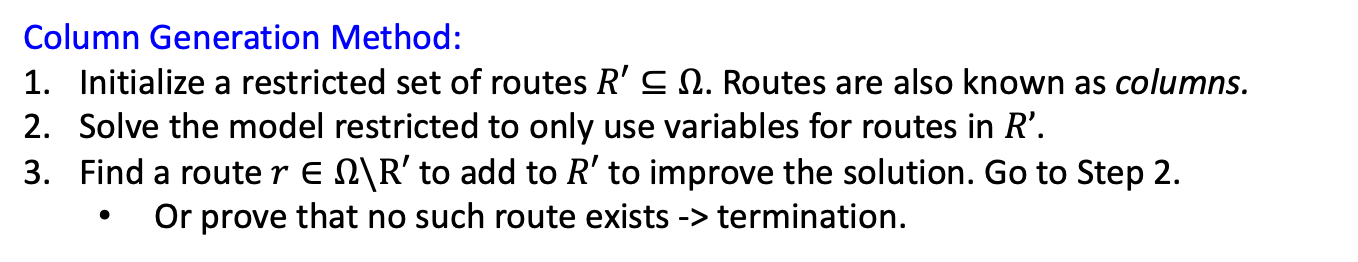 Column Generation Method:
1. Initialize a restricted set of routes R′ ⊆ Ω. Routes are also known as columns.
2. Solve the model restricted to only use variables for routes in R’.
3. Find a route r ∈ Ω\R′ to add to R′ to improve the solution. Go to Step 2.
• Or prove that no such route exists -> termination.